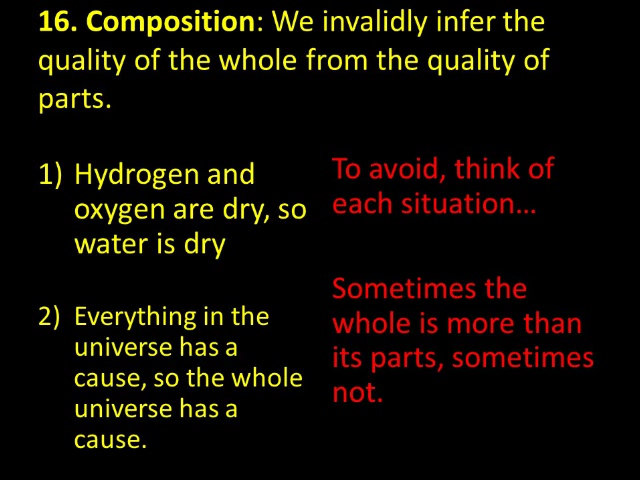 16. Composition: We invalidly infer the
quality of the whole from the quality of
parts.
1) Hydrogen and
oxygen are dry, so
water is dry
2) Everything in the
universe has a
cause, so the whole
universe has a
cause.
To avoid, think of
each situation…
Sometimes the
whole is more than
its parts, sometimes
not.